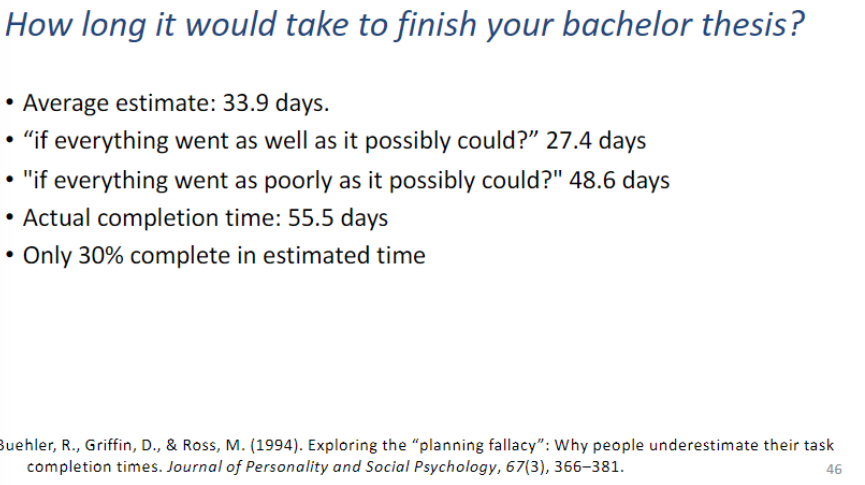 How long it would take to finish your bachelor thesis?
• Average estimate: 33.9 days.
• “if everything went as well as it possibly could?” 27.4 days
• "if everything went as poorly as it possibly could?" 48.6 days
• Actual completion time: 55.5 days
• Only 30% complete in estimated time
Buehler, R., Griffin, D., & Ross, M. (1994). Exploring the “planning fallacy”: Why people underestimate their task
completion times. Journal of Personality and Social Psychology, 67(3), 366–381.
46